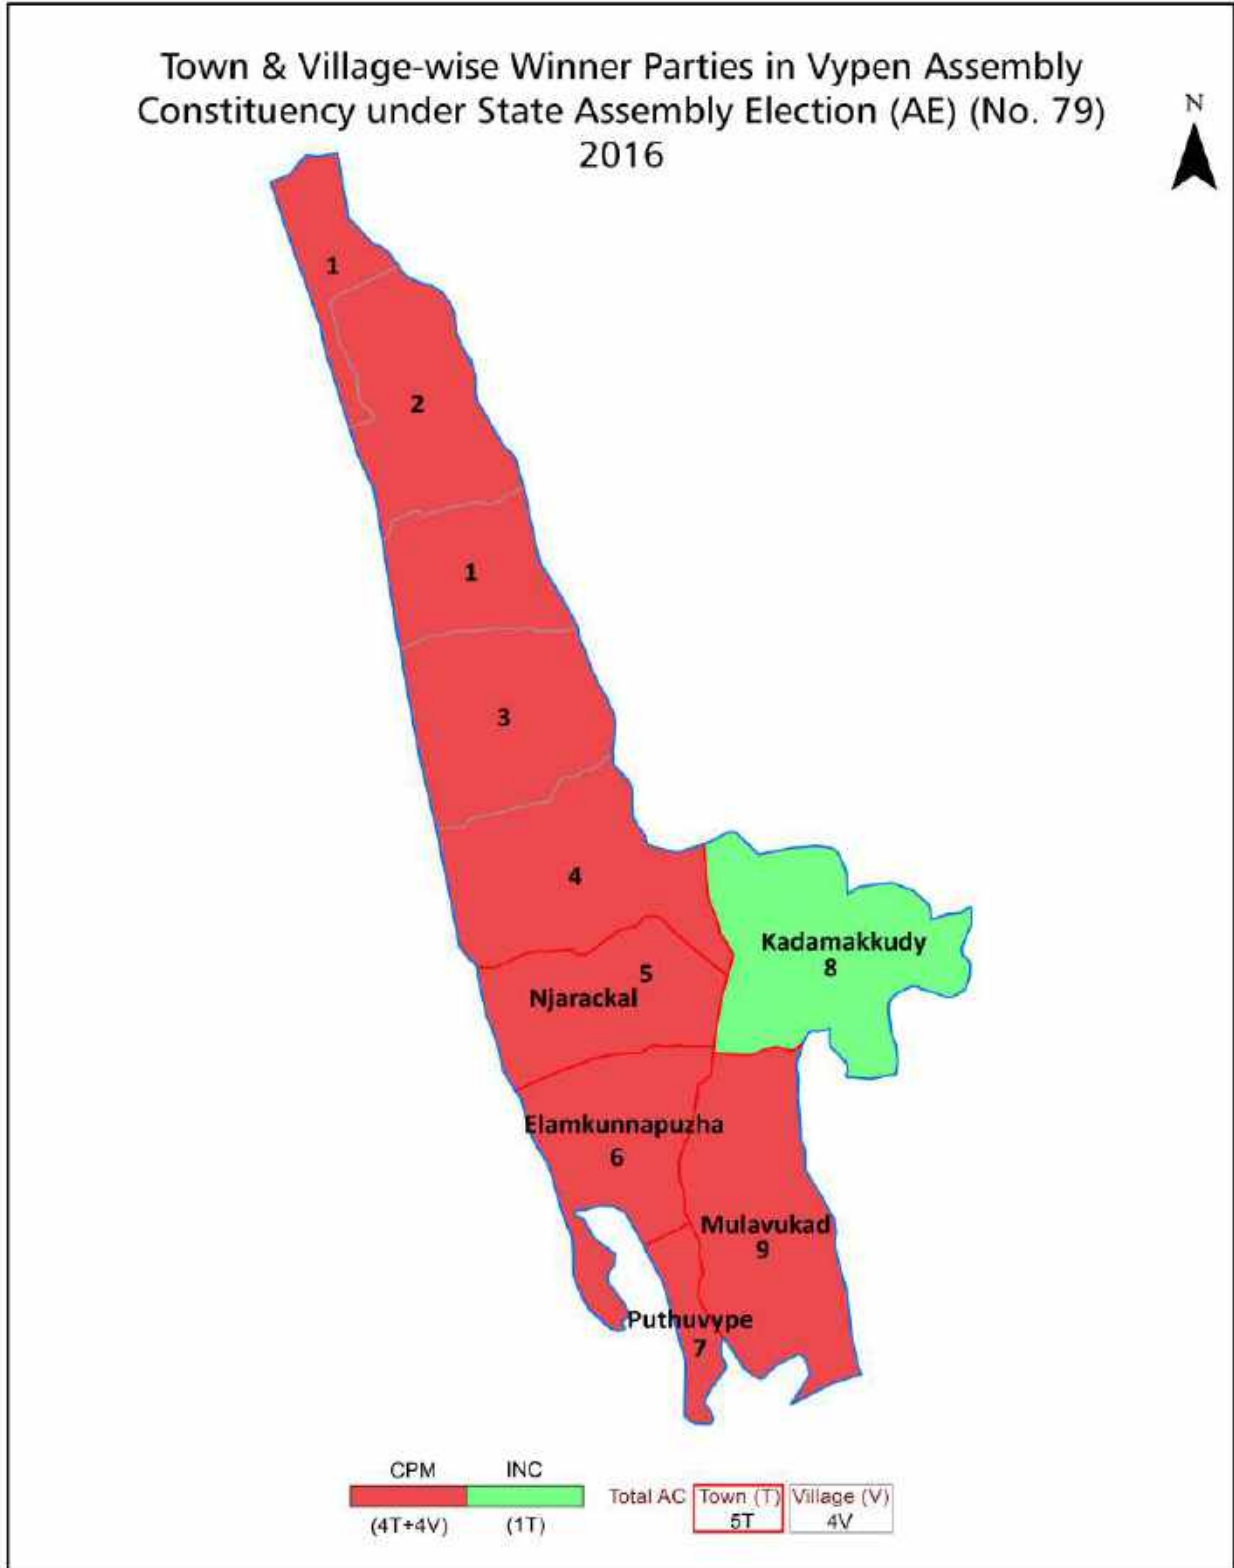 Town & Village-wise Winner Parties in Vypen Assembly
Constituency under State Assembly Election (AE) (No. 79)
2016
N
1
2
1
3
4
Kadamakkudy
8
5
Njarackal
Elamkunnapuzha
6
Mulavukad
9
Puthuvype
7
CPM INC
(4T+4V) (1T)
Total AC Town (T) Village (V)
5T 4V